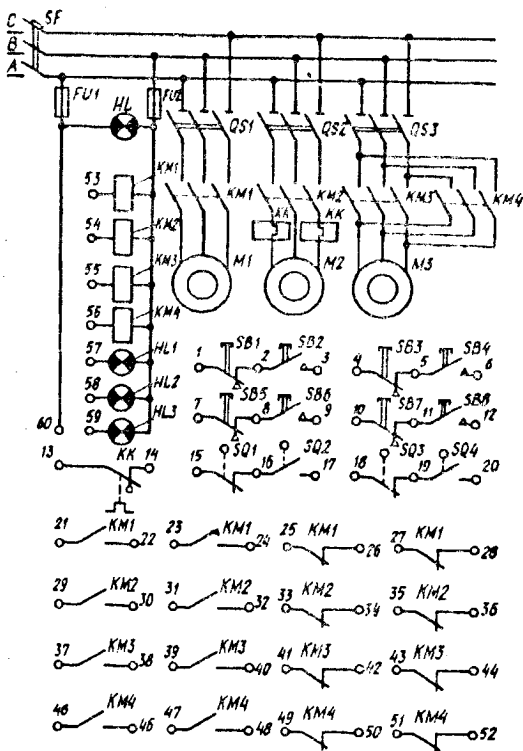 C SF
B
A
FU1 HL FU2 QS1 QS2 QS3
53 KM1
KM1 KM2 KM3 KM4
54 KM2
KK KK
55 KM3
M1 M2 M3
56 KM4
57 HL1
58 HL2
59 HL3
60
SB1 SB2 SB3 SB4
1 2 3 4 5 6
SB5 SB6 SB7 SB8
7 8 9 10 11 12
13 KK 14
SQ1 SQ2 SQ3 SQ4
15 16 17 18 19 20
21 KM1 22 23 KM1 24 25 KM1 26 27 KM1 28
29 KM2 30 31 KM2 32 33 KM2 34 35 KM2 36
37 KM3 38 39 KM3 40 41 KM3 42 43 KM3 44
46 KM4 46 47 KM4 48 49 KM4 50 51 KM4 52